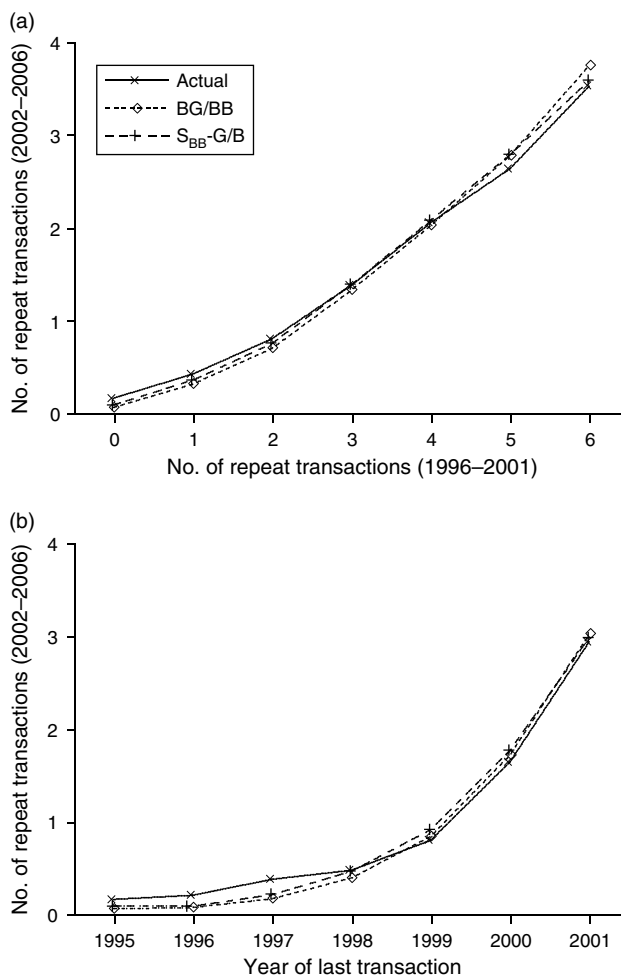 (a)
No. of repeat transactions (2002–2006)
4
3
2
1
0
Actual
BG/BB
S_BB-G/B
0 1 2 3 4 5 6
No. of repeat transactions (1996–2001)
(b)
No. of repeat transactions (2002–2006)
4
3
2
1
0
1995 1996 1997 1998 1999 2000 2001
Year of last transaction